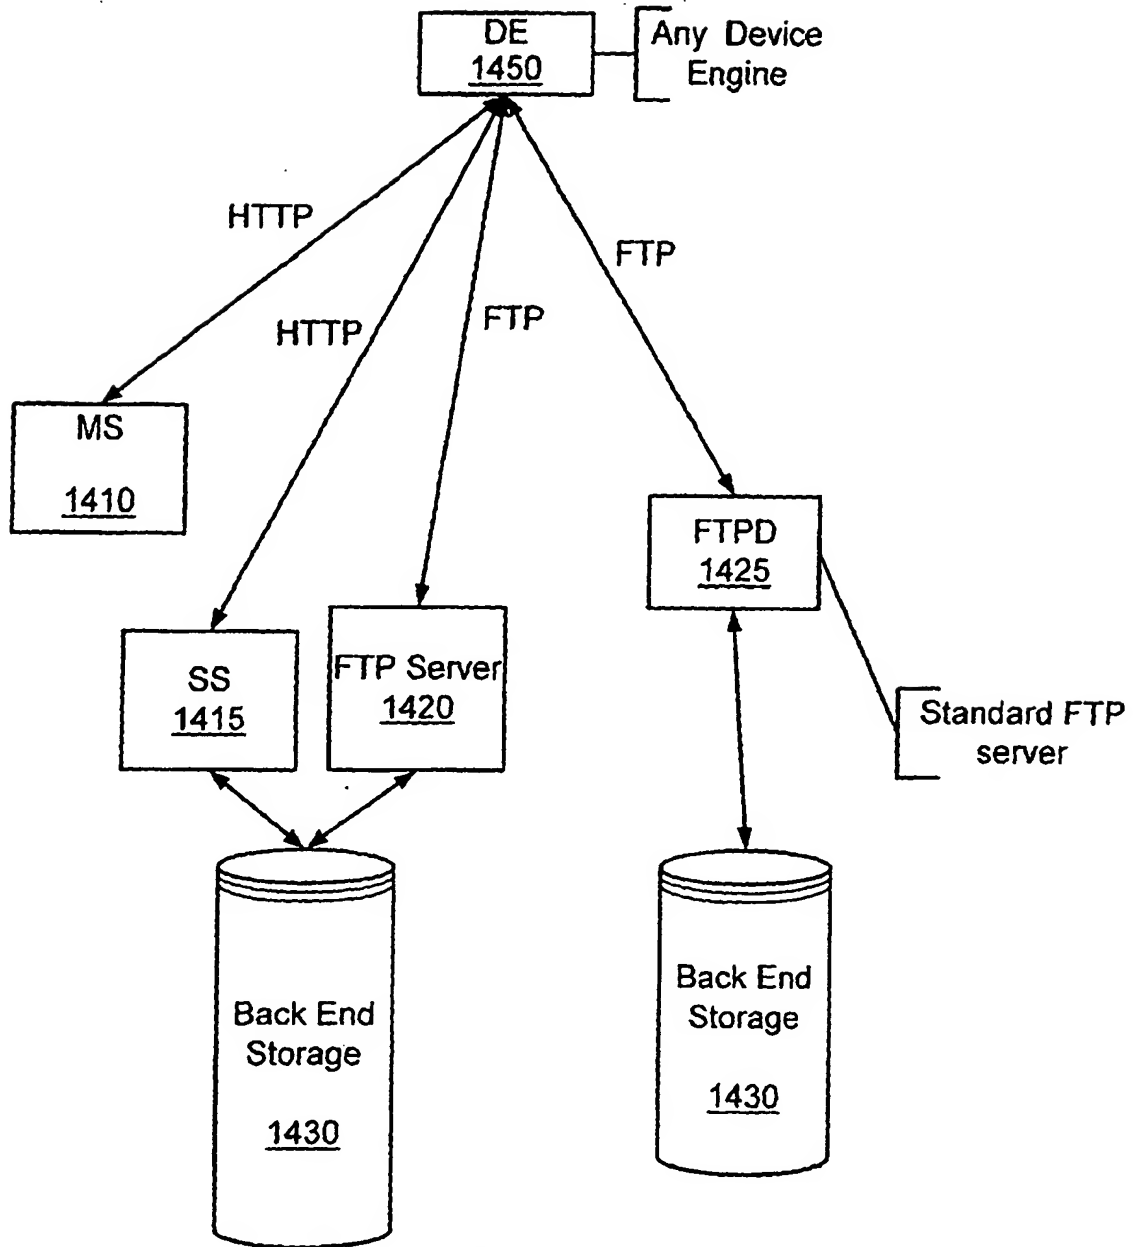 DE
1450
Any Device
Engine
HTTP
FTP
HTTP
FTP
MS
1410
FTPD
1425
SS
1415
FTP Server
1420
Standard FTP
server
Back End
Storage
1430
Back End
Storage
1430